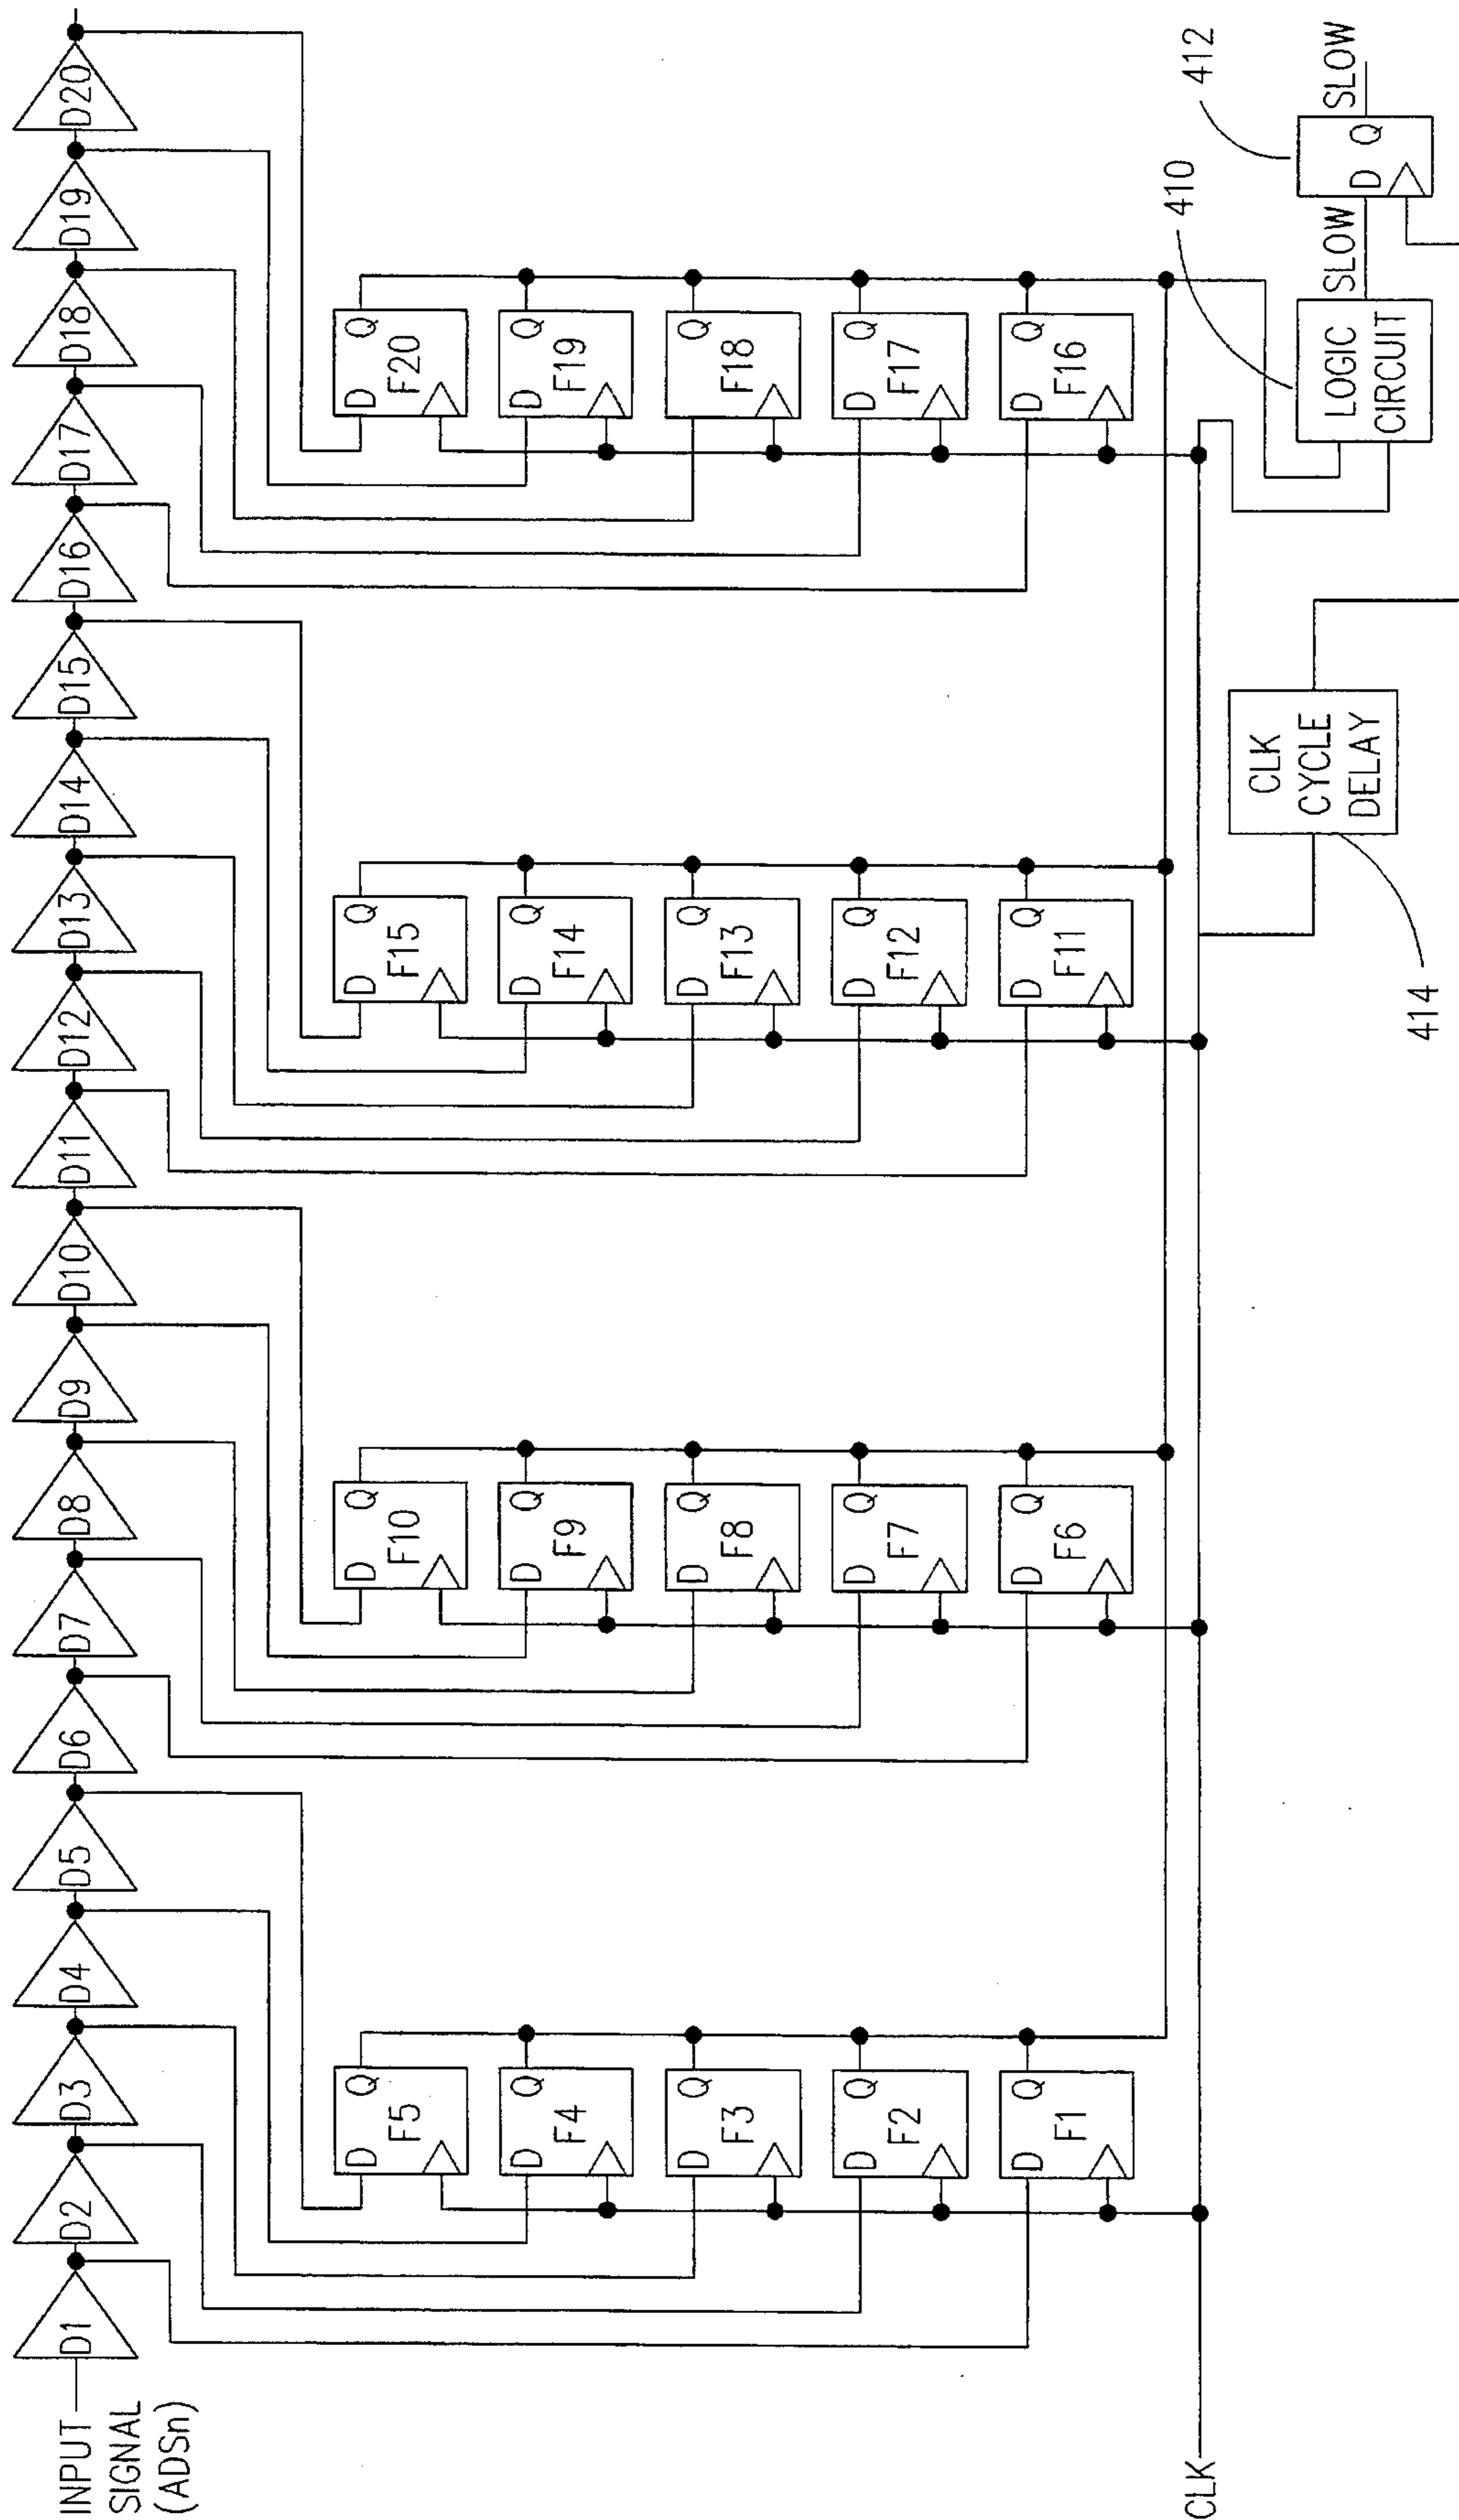 INPUT
SIGNAL
(ADSn)
D1
D2
D3
D4
D5
D6
D7
D8
D9
D10
D11
D12
D13
D14
D15
D16
D17
D18
D19
D20
D Q
F5
D Q
F10
D Q
F15
D Q
F20
D Q
F4
D Q
F9
D Q
F14
D Q
F19
D Q
F3
D Q
F8
D Q
F13
D Q
F18
D Q
F2
D Q
F7
D Q
F12
D Q
F17
D Q
F1
D Q
F6
D Q
F11
D Q
F16
CLK
CLK
CYCLE
DELAY
414
410
412
LOGIC
CIRCUIT
SLOW
D Q
SLOW